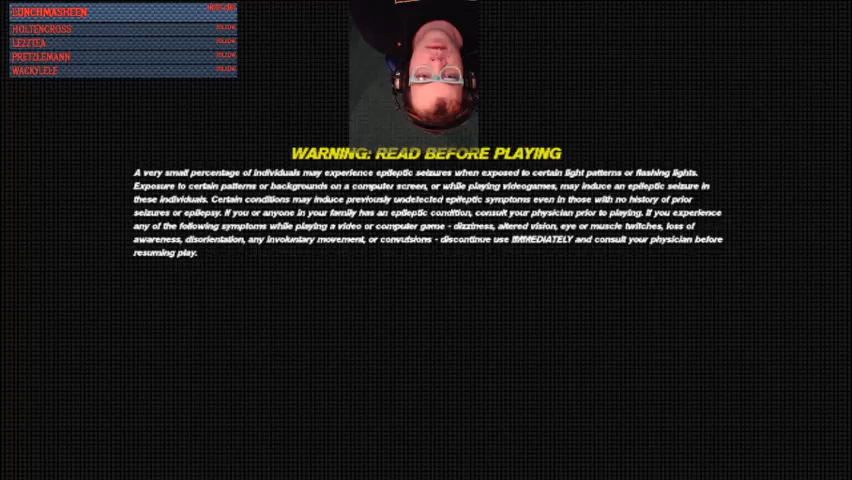 LUNCHMASHEEN
HOLTENCROSS FOLLOW
LEZZTEA FOLLOW
PRETZLEMANN FOLLOW
WACKYLELE FOLLOW
WARNING: READ BEFORE PLAYING
A very small percentage of individuals may experience epileptic seizures when exposed to certain light patterns or flashing lights.
Exposure to certain patterns or backgrounds on a computer screen, or while playing videogames, may induce an epileptic seizure in
these individuals. Certain conditions may induce previously undetected epileptic symptoms even in those with no history of prior
seizures or epilepsy. If you or anyone in your family has an epileptic condition, consult your physician prior to playing. If you experience
any of the following symptoms while playing a video or computer game - dizziness, altered vision, eye or muscle twitches, loss of
awareness, disorientation, any involuntary movement, or convulsions - discontinue use IMMEDIATELY and consult your physician before
resuming play.